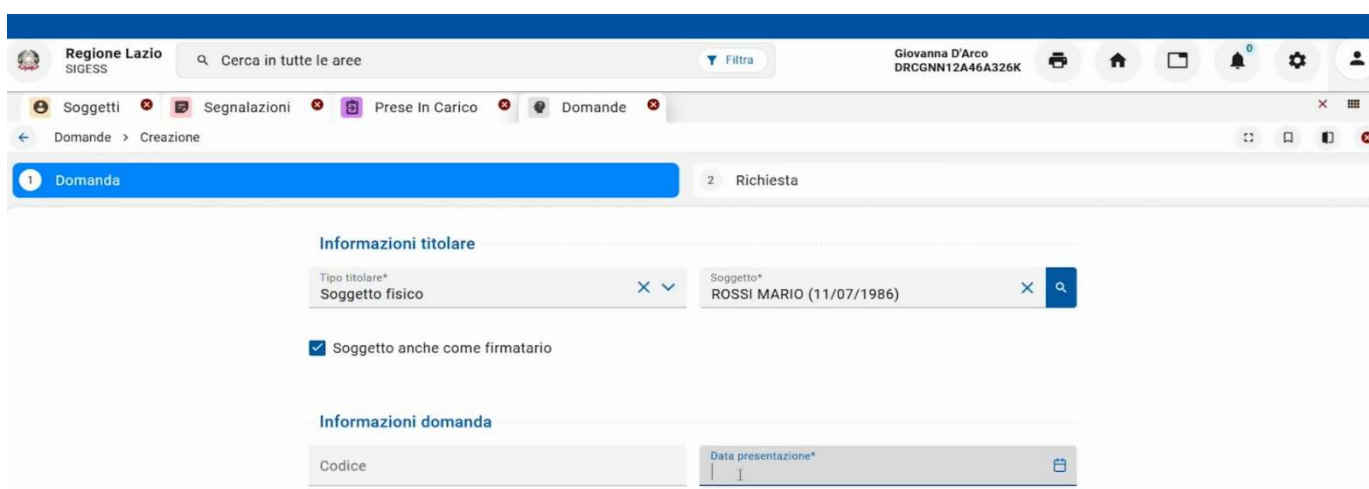 Regione Lazio
SIGESS
Cerca in tutte le aree
Filtra
Giovanna D'Arco
DRCGNN12A46A326K
0
Soggetti
Segnalazioni
Prese In Carico
Domande
Domande > Creazione
1 Domanda
2 Richiesta
Informazioni titolare
Tipo titolare*
Soggetto fisico
Soggetto*
ROSSI MARIO (11/07/1986)
Soggetto anche come firmatario
Informazioni domanda
Codice
Data presentazione*